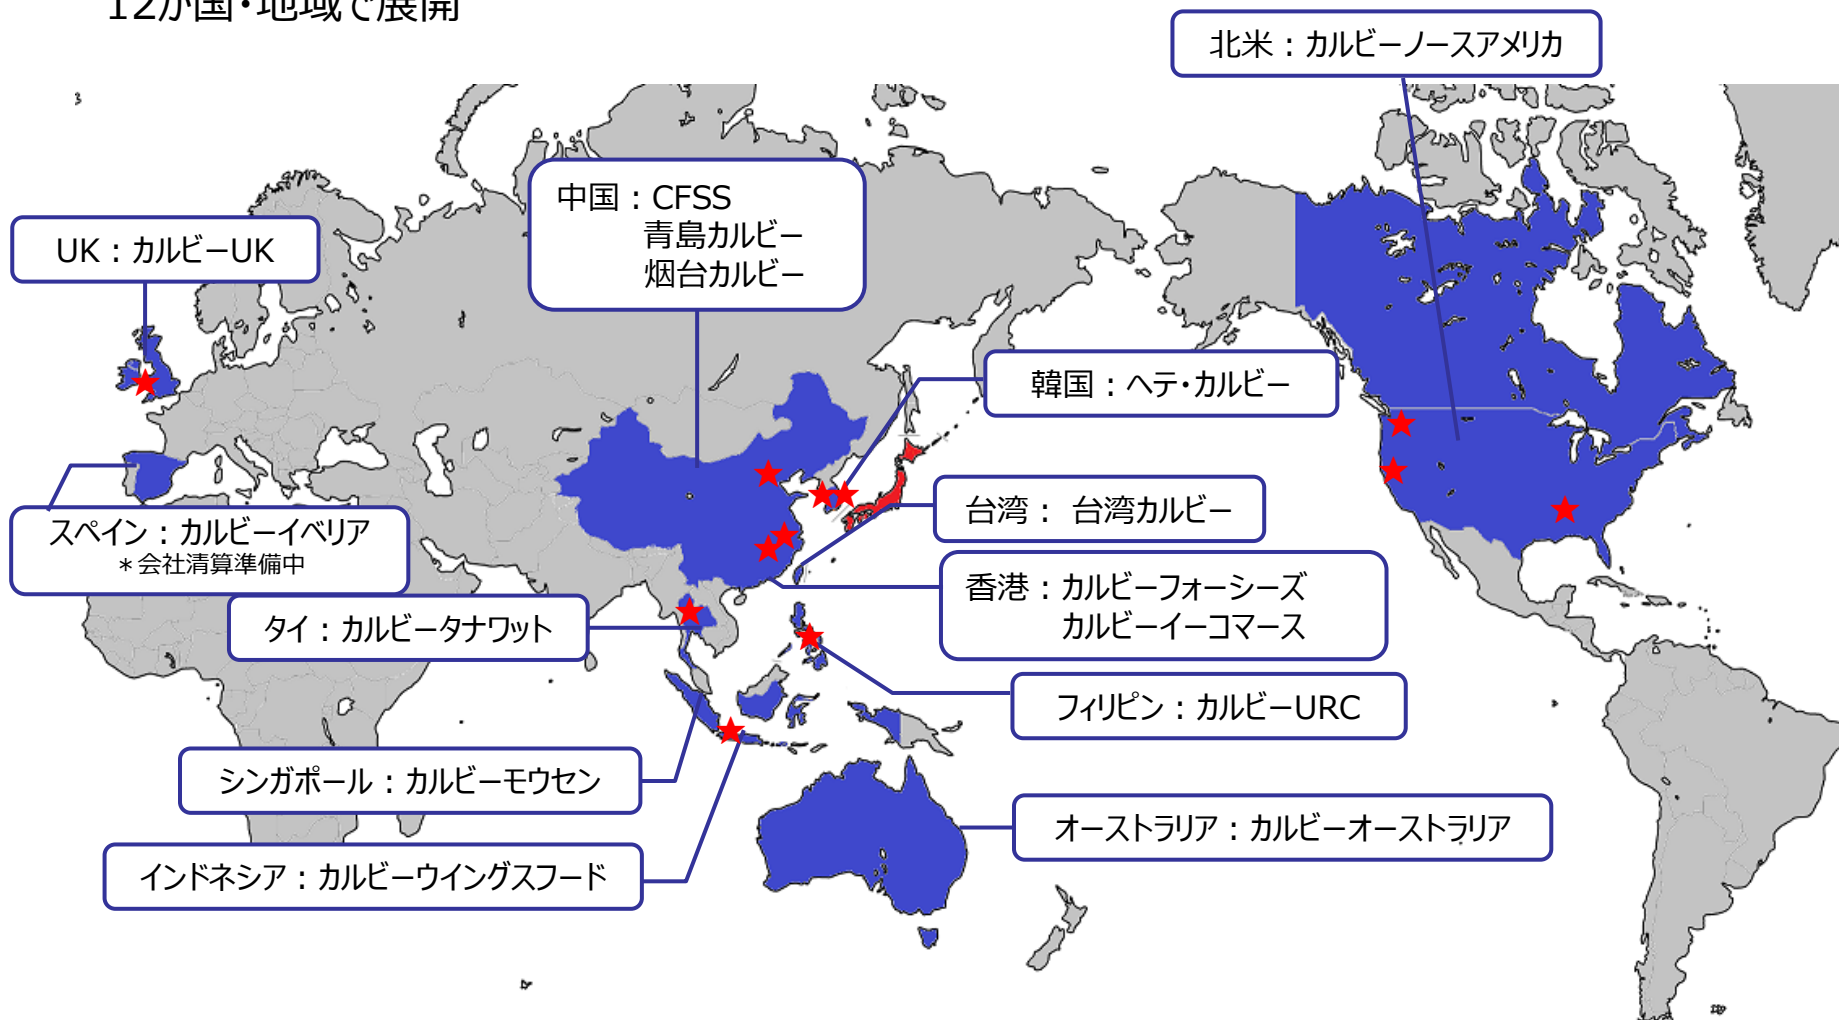 12か国・地域で展開
北米：カルビーノースアメリカ
中国：CFSS
青島カルビー
烟台カルビー
UK：カルビーUK
韓国：ヘテ・カルビー
台湾： 台湾カルビー
スペイン：カルビーイベリア
＊会社清算準備中
香港：カルビーフォーシーズ
カルビーイーコマース
タイ：カルビータナワット
フィリピン：カルビーURC
シンガポール：カルビーモウセン
オーストラリア：カルビーオーストラリア
インドネシア：カルビーウイングスフード